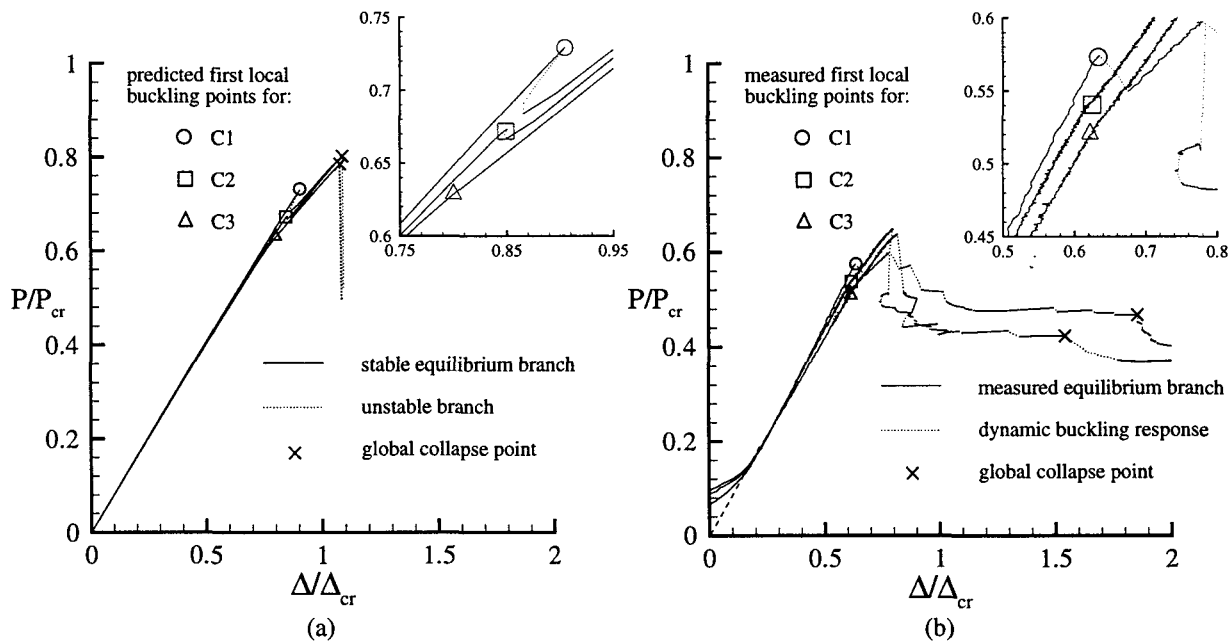 0.75
0.7
0.65
0.6
0.75
0.85
0.95
1
0.8
0.6
0.4
0.2
0
P/Pcr
predicted first local
buckling points for:
C1
C2
C3
stable equilibrium branch
unstable branch
global collapse point
0
0.5
1
1.5
2
Δ/Δcr
(a)
0.6
0.55
0.5
0.45
0.5
0.6
0.7
0.8
1
0.8
0.6
0.4
0.2
0
P/Pcr
measured first local
buckling points for:
C1
C2
C3
measured equilibrium branch
dynamic buckling response
global collapse point
0
0.5
1
1.5
2
Δ/Δcr
(b)